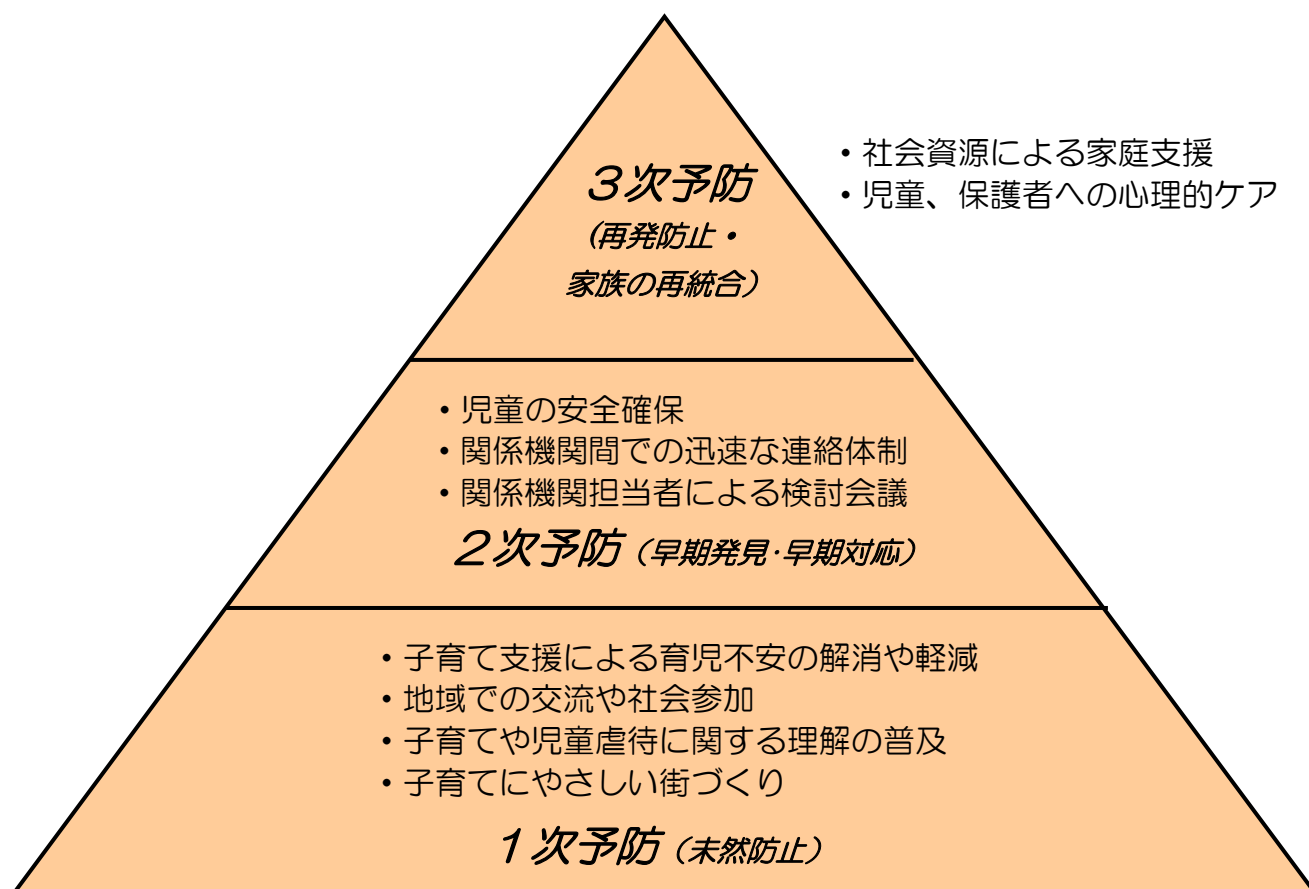 ３次予防
（再発防止・
家族の再統合）
・社会資源による家庭支援
・児童、保護者への心理的ケア
・児童の安全確保
・関係機関間での迅速な連絡体制
・関係機関担当者による検討会議
２次予防（早期発見・早期対応）
・子育て支援による育児不安の解消や軽減
・地域での交流や社会参加
・子育てや児童虐待に関する理解の普及
・子育てにやさしい街づくり
１次予防（未然防止）